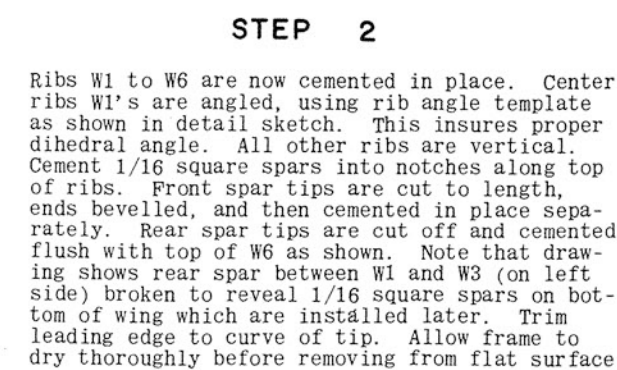 STEP 2
Ribs W1 to W6 are now cemented in place. Center
ribs W1's are angled, using rib angle template
as shown in detail sketch. This insures proper
dihedral angle. All other ribs are vertical.
Cement 1/16 square spars into notches along top
of ribs. Front spar tips are cut to length,
ends bevelled, and then cemented in place sepa-
rately. Rear spar tips are cut off and cemented
flush with top of W6 as shown. Note that draw-
ing shows rear spar between W1 and W3 (on left
side) broken to reveal 1/16 square spars on bot-
tom of wing which are installed later. Trim
leading edge to curve of tip. Allow frame to
dry thoroughly before removing from flat surface